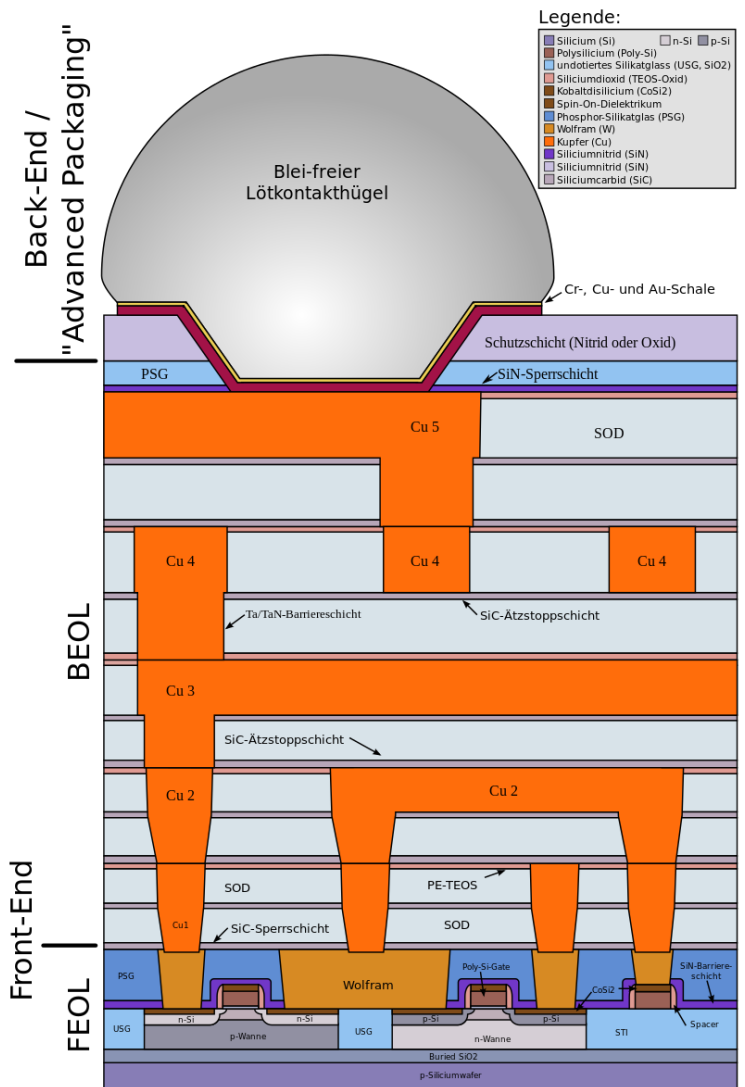 Legende:
Silicium (Si)
n-Si
p-Si
Polysilicium (Poly-Si)
undotiertes Silikatglass (USG, SiO2)
Siliciumdioxid (TEOS-Oxid)
Kobaltdisilicium (CoSi2)
Spin-On-Dielektrikum
Phosphor-Silikatglas (PSG)
Wolfram (W)
Kupfer (Cu)
Siliciumnitrid (SiN)
Siliciumnitrid (SiN)
Siliciumcarbid (SiC)
Back-End /
"Advanced Packaging"
Blei-freier
Lötkontakthügel
Cr-, Cu- und Au-Schale
Schutzschicht (Nitrid oder Oxid)
PSG
SiN-Sperrschicht
Cu 5
SOD
BEOL
Cu 4
Cu 4
Cu 4
Ta/TaN-Barriereschicht
SiC-Ätzstoppschicht
Cu 3
SiC-Ätzstoppschicht
Cu 2
Cu 2
Front-End
SOD
PE-TEOS
Cu1
SiC-Sperrschicht
SOD
FEOL
PSG
Wolfram
Poly-Si-Gate
CoSi2
SiN-Barriere-
schicht
n-Si
n-Si
p-Si
p-Si
Spacer
USG
p-Wanne
USG
n-Wanne
STI
Buried SiO2
p-Siliciumwafer